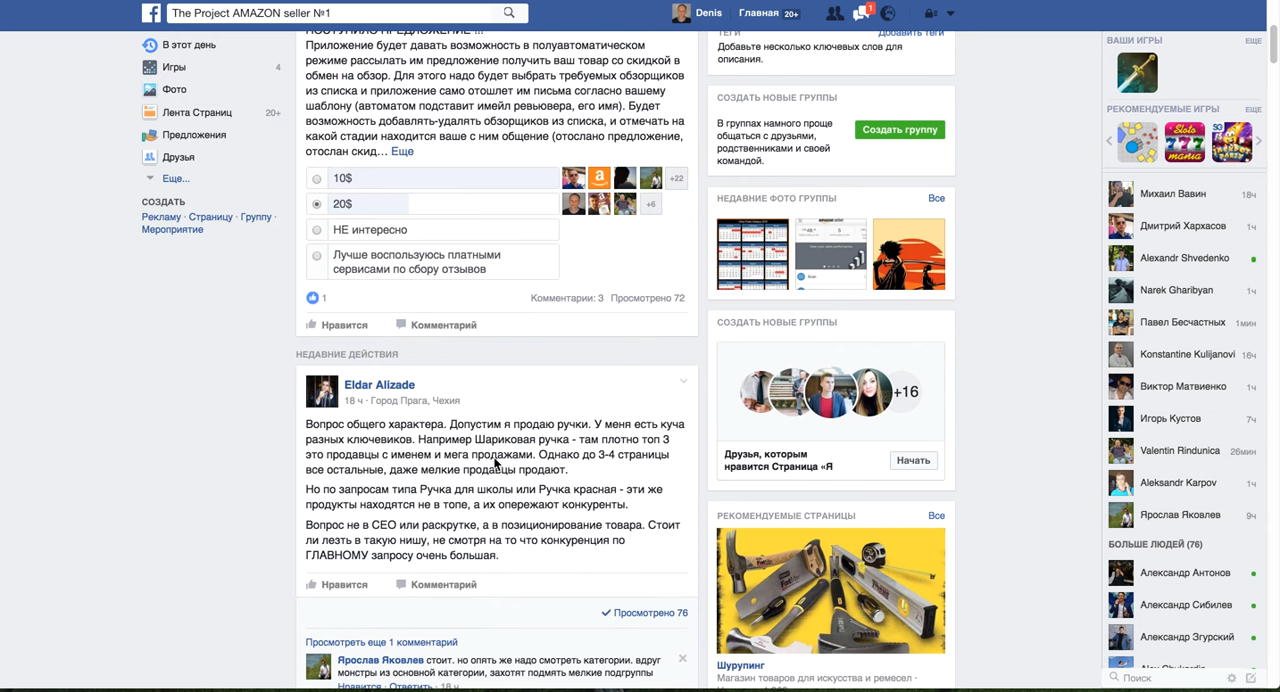 The Project AMAZON seller №1
Denis
Главная 20+
1
В этот день
Игры 4
Фото
Лента Страниц 20+
Предложения
Друзья
Еще...
СОЗДАТЬ
Рекламу · Страницу · Группу ·
Мероприятие
ПОСТУПИЛО ПРЕДЛОЖЕНИЕ !!!
Приложение будет давать возможность в полуавтоматическом
режиме рассылать им предложение получить ваш товар со скидкой в
обмен на обзор. Для этого надо будет выбрать требуемых обзорщиков
из списка и приложение само отошлет им письма согласно вашему
шаблону (автоматом подставит имейл ревьювера, его имя). Будет
возможность добавлять-удалять обзорщиков из списка, и отмечать на
какой стадии находится ваше с ним общение (отослано предложение,
отослан скид… Еще
10$
+22
20$
+6
НЕ интересно
Лучше воспользуюсь платными
сервисами по сбору отзывов
1
Комментарии: 3 Просмотрено 72
Нравится Комментарий
НЕДАВНИЕ ДЕЙСТВИЯ
Eldar Alizade
18 ч · Город Прага, Чехия
Вопрос общего характера. Допустим я продаю ручки. У меня есть куча
разных ключевиков. Например Шариковая ручка - там плотно топ 3
это продавцы с именем и мега продажами. Однако до 3-4 страницы
все остальные, даже мелкие продавцы продают.
Но по запросам типа Ручка для школы или Ручка красная - эти же
продукты находятся не в топе, а их опережают конкуренты.
Вопрос не в СЕО или раскрутке, а в позиционирование товара. Стоит
ли лезть в такую нишу, не смотря на то что конкуренция по
ГЛАВНОМУ запросу очень большая.
Нравится Комментарий
Просмотрено 76
Просмотреть еще 1 комментарий
Ярослав Яковлев стоит. но опять же надо смотреть категории. вдруг
монстры из основной категории, захотят подмять мелкие подгруппы
Нравится · Ответить · 18 ч
ТЕГИ Добавить теги
Добавьте несколько ключевых слов для
описания.
СОЗДАТЬ НОВЫЕ ГРУППЫ
В группах намного проще
общаться с друзьями,
родственниками и своей
командой.
Создать группу
НЕДАВНИЕ ФОТО ГРУППЫ Все
СОЗДАТЬ НОВЫЕ ГРУППЫ
+16
Друзья, которым
нравится Страница «Я
Начать
РЕКОМЕНДУЕМЫЕ СТРАНИЦЫ Все
Шурупинг
Магазин товаров для искусства и ремесел ·
ВАШИ ИГРЫ ЕЩЕ
РЕКОМЕНДУЕМЫЕ ИГРЫ ЕЩЕ
Slots
777
mania
SG
PARTY
Михаил Вавин 18ч
Дмитрий Хархасов 1ч
Alexandr Shvedenko
Narek Gharibyan 1ч
Павел Бесчастных 1мин
Konstantine Kulijanovi 16ч
Виктор Матвиенко 1ч
Игорь Кустов 7ч
Valentin Rindunica 26мин
Aleksandr Karpov 1ч
Ярослав Яковлев 9ч
БОЛЬШЕ ЛЮДЕЙ (76)
Александр Антонов
Александр Сибилев
Александр Згурский
Поиск